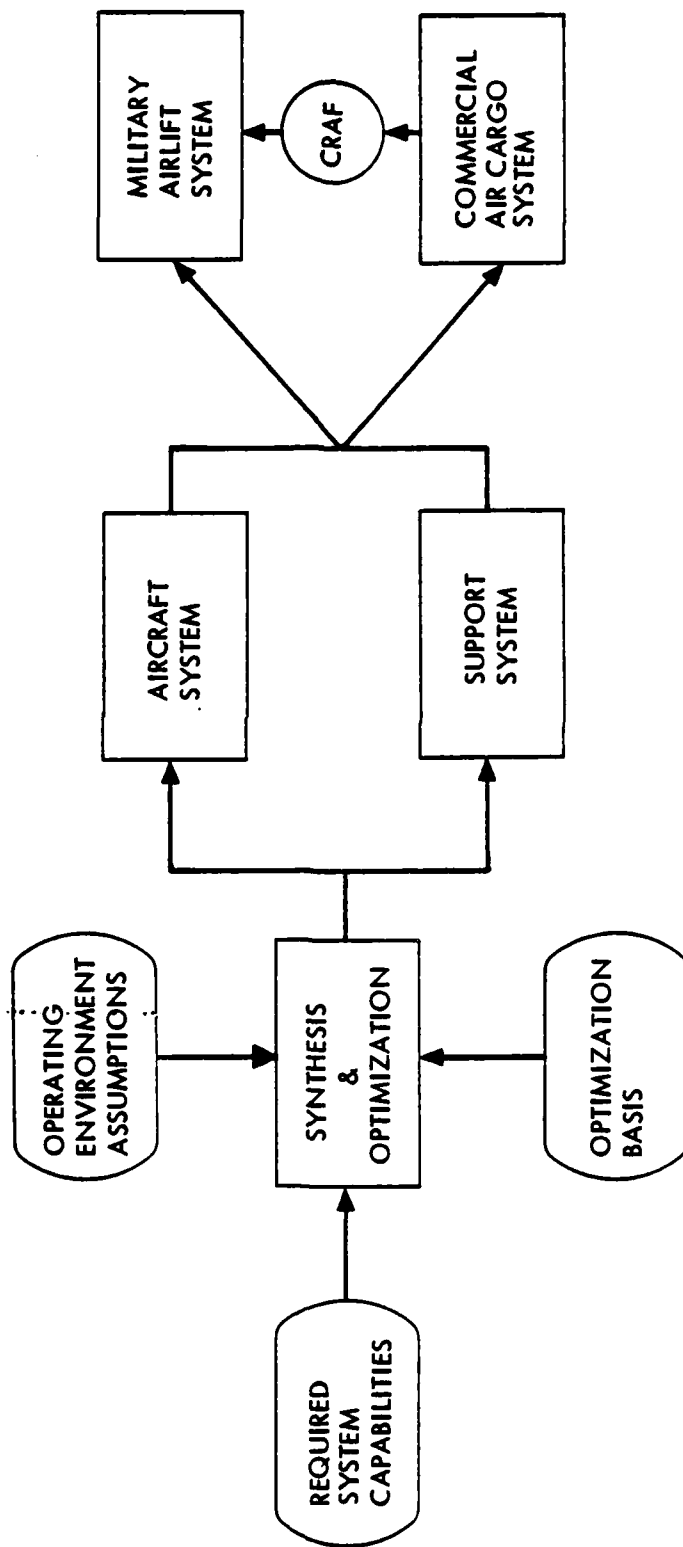 REQUIRED
SYSTEM
CAPABILITIES
OPERATING
ENVIRONMENT
ASSUMPTIONS
SYNTHESIS
&
OPTIMIZATION
OPTIMIZATION
BASIS
AIRCRAFT
SYSTEM
SUPPORT
SYSTEM
MILITARY
AIRLIFT
SYSTEM
CRAF
COMMERCIAL
AIR CARGO
SYSTEM